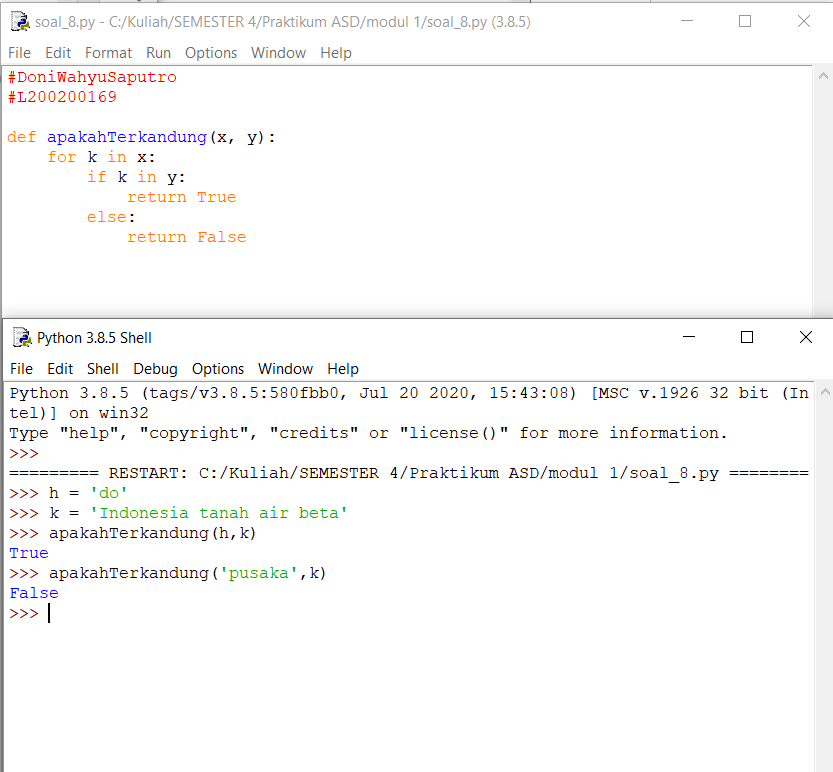 soal_8.py - C:/Kuliah/SEMESTER 4/Praktikum ASD/modul 1/soal_8.py (3.8.5)
File Edit Format Run Options Window Help
#DoniWahyuSaputro
#L200200169
def apakahTerkandung(x, y):
    for k in x:
        if k in y:
            return True
        else:
            return False
Python 3.8.5 Shell
File Edit Shell Debug Options Window Help
Python 3.8.5 (tags/v3.8.5:580fbb0, Jul 20 2020, 15:43:08) [MSC v.1926 32 bit (In
tel)] on win32
Type "help", "copyright", "credits" or "license()" for more information.
>>>
========= RESTART: C:/Kuliah/SEMESTER 4/Praktikum ASD/modul 1/soal_8.py ========
>>> h = 'do'
>>> k = 'Indonesia tanah air beta'
>>> apakahTerkandung(h,k)
True
>>> apakahTerkandung('pusaka',k)
False
>>>